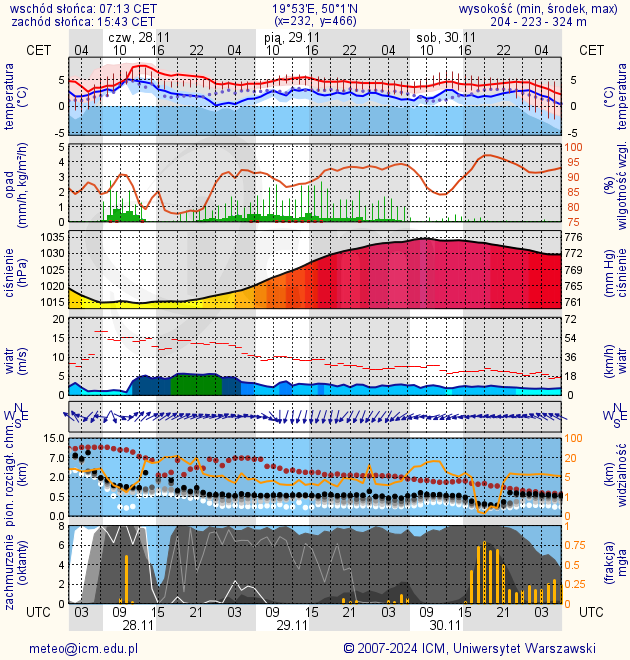 wschód słońca: 07:13 CET 19°53'E, 50°1'N wysokość (min, środek, max)
zachód słońca: 15:43 CET (x=232, y=466) 204 - 223 - 324 m
czw, 28.11 pią, 29.11 sob, 30.11
CET 04 10 16 22 04 10 16 22 04 10 16 22 04 CET
temperatura (°C)
5
0
-5
5
0
-5
(°C) temperatura
opad (mm/h, kg/m²/h)
5
4
3
2
1
0
100
95
90
85
80
75
(%) wilgotność wzgl.
ciśnienie (hPa)
1035
1030
1025
1020
1015
776
772
769
765
761
(mm Hg) ciśnienie
wiatr (m/s)
20
15
10
5
0
72
54
36
18
0
(km/h) wiatr
N
W E
S
N
W E
S
pion. rozciągł. chm. (km)
15.0
7.0
2.0
0.5
0.0
100
20
5
1
0
(km) widzialność
zachmurzenie (oktanty)
8
6
4
2
0
1
0.75
0.5
0.25
0
(frakcja) mgła
UTC 03 09 15 21 03 09 15 21 03 09 15 21 03 UTC
28.11 29.11 30.11
meteo@icm.edu.pl © 2007-2024 ICM, Uniwersytet Warszawski